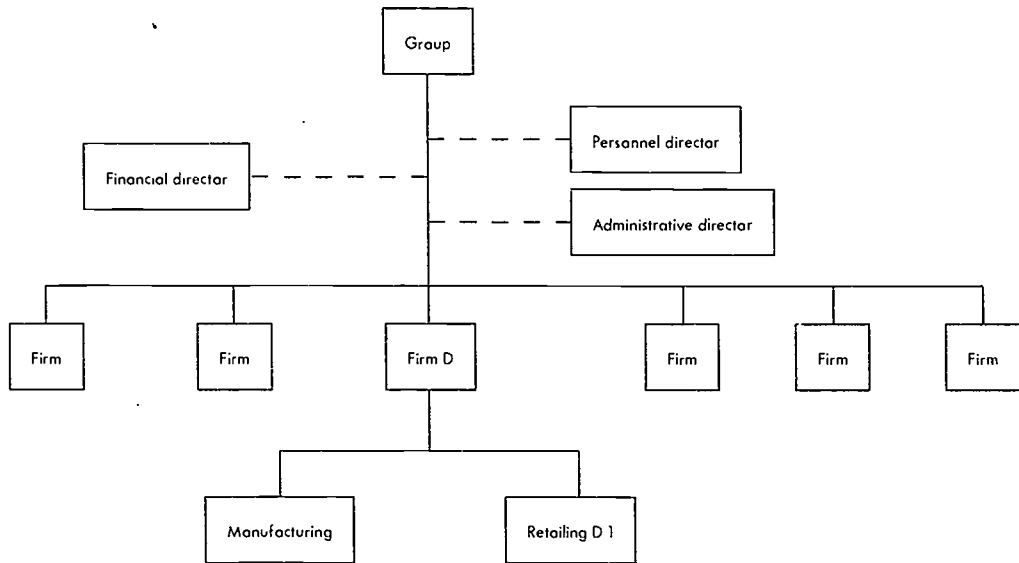 Group
Personnel director
Financial director
Administrative director
Firm
Firm
Firm D
Firm
Firm
Firm
Manufacturing
Retailing D 1